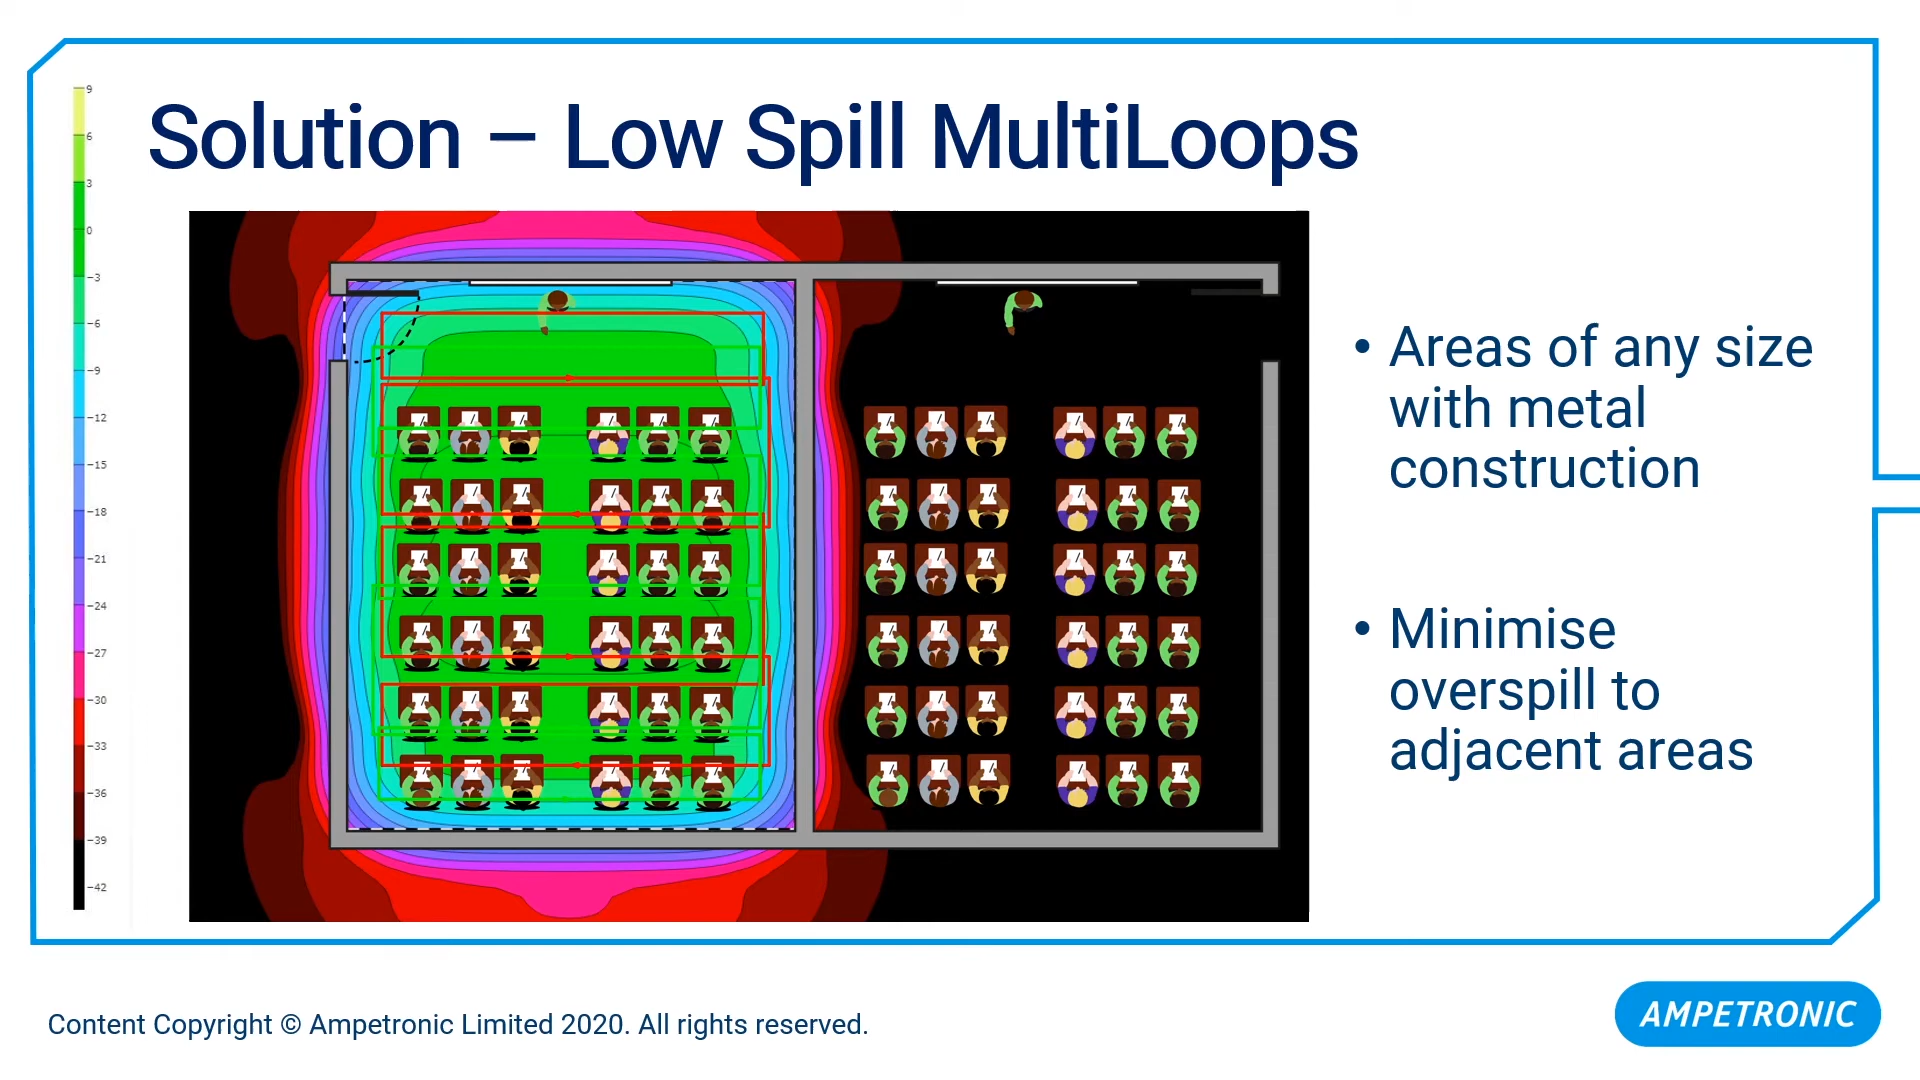 Solution – Low Spill MultiLoops
9
6
3
0
−3
−6
−9
−12
−15
−18
−21
−24
−27
−30
−33
−36
−39
−42
• Areas of any size
with metal
construction
• Minimise
overspill to
adjacent areas
Content Copyright © Ampetronic Limited 2020. All rights reserved.
AMPETRONIC